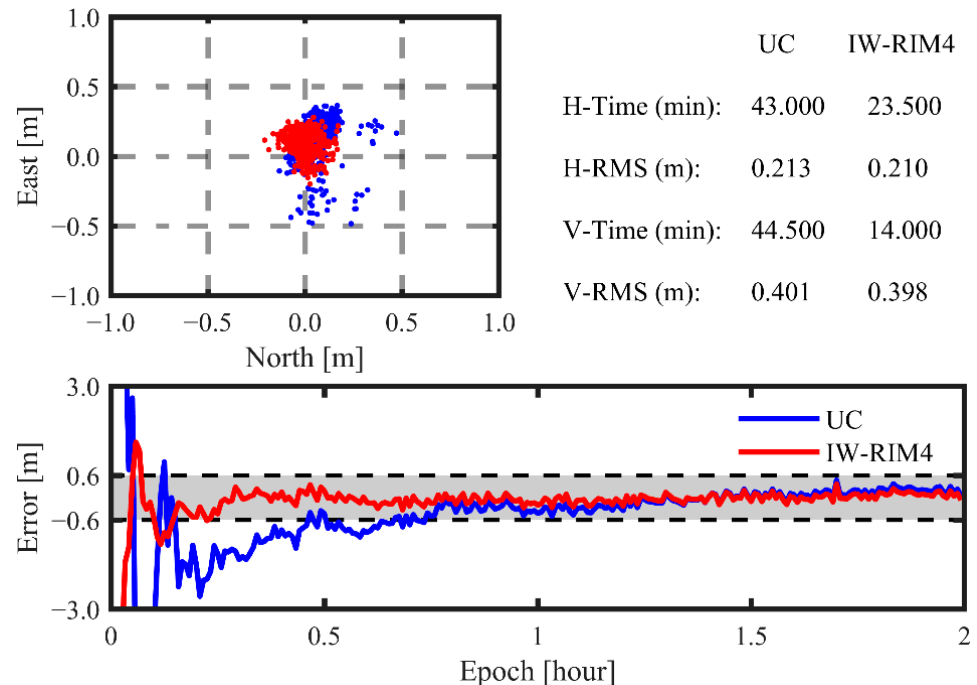 1.0
0.5
0.0
−0.5
−1.0
East [m]
−1.0 −0.5 0.0 0.5 1.0
North [m]
UC IW-RIM4
H-Time (min): 43.000 23.500
H-RMS (m): 0.213 0.210
V-Time (min): 44.500 14.000
V-RMS (m): 0.401 0.398
3.0
0.6
−0.6
−3.0
Error [m]
UC
IW-RIM4
0 0.5 1 1.5 2
Epoch [hour]